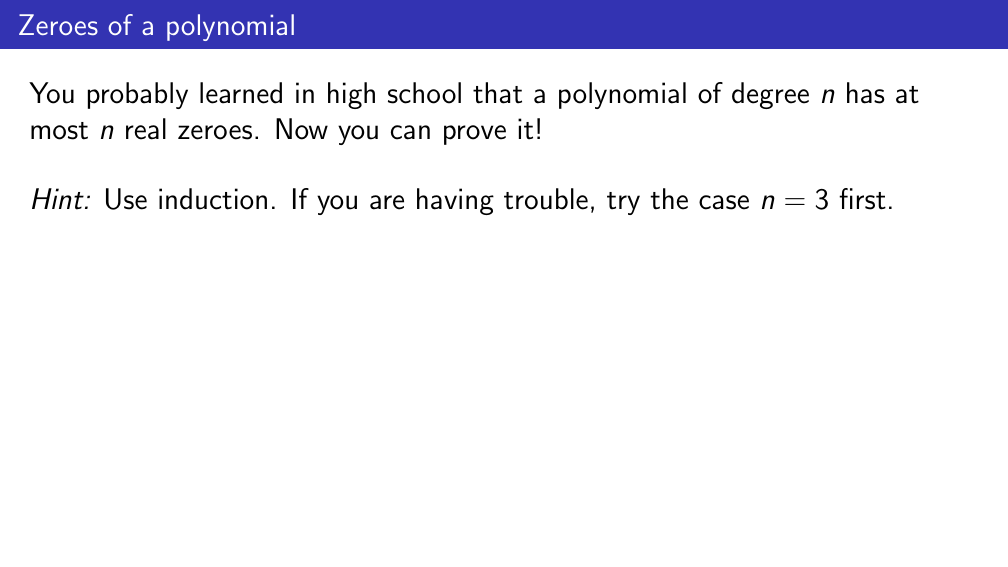 Zeroes of a polynomial
You probably learned in high school that a polynomial of degree n has at
most n real zeroes. Now you can prove it!
Hint: Use induction. If you are having trouble, try the case n = 3 first.